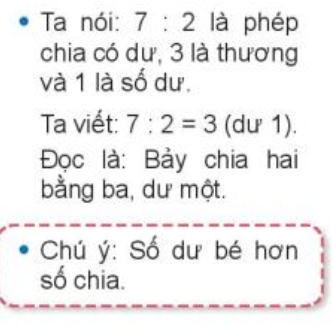 • Ta nói: 7 : 2 là phép
chia có dư, 3 là thương
và 1 là số dư.
Ta viết: 7 : 2 = 3 (dư 1).
Đọc là: Bảy chia hai
bằng ba, dư một.
• Chú ý: Số dư bé hơn
số chia.